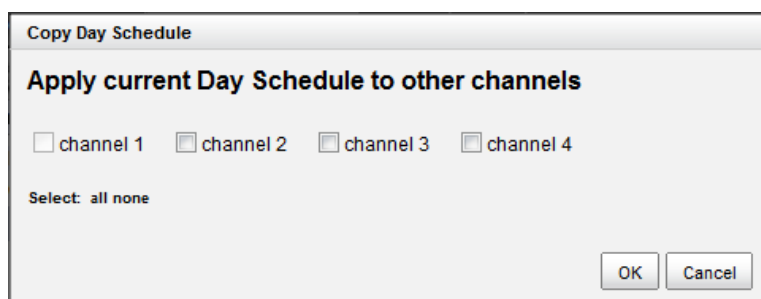 Copy Day Schedule
Apply current Day Schedule to other channels
channel 1 channel 2 channel 3 channel 4
Select: all none
OK Cancel